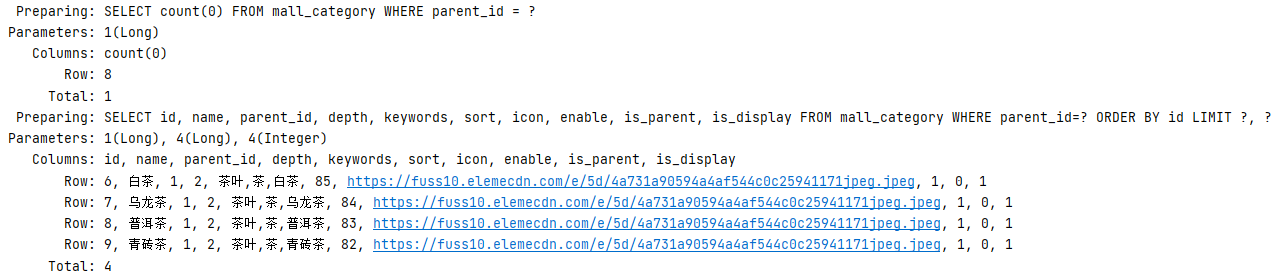 Preparing: SELECT count(0) FROM mall_category WHERE parent_id = ?
Parameters: 1(Long)
Columns: count(0)
Row: 8
Total: 1
Preparing: SELECT id, name, parent_id, depth, keywords, sort, icon, enable, is_parent, is_display FROM mall_category WHERE parent_id=? ORDER BY id LIMIT ?, ?
Parameters: 1(Long), 4(Long), 4(Integer)
Columns: id, name, parent_id, depth, keywords, sort, icon, enable, is_parent, is_display
Row: 6, 白茶, 1, 2, 茶叶,茶,白茶, 85, https://fuss10.elemecdn.com/e/5d/4a731a90594a4af544c0c25941171jpeg.jpeg, 1, 0, 1
Row: 7, 乌龙茶, 1, 2, 茶叶,茶,乌龙茶, 84, https://fuss10.elemecdn.com/e/5d/4a731a90594a4af544c0c25941171jpeg.jpeg, 1, 0, 1
Row: 8, 普洱茶, 1, 2, 茶叶,茶,普洱茶, 83, https://fuss10.elemecdn.com/e/5d/4a731a90594a4af544c0c25941171jpeg.jpeg, 1, 0, 1
Row: 9, 青砖茶, 1, 2, 茶叶,茶,青砖茶, 82, https://fuss10.elemecdn.com/e/5d/4a731a90594a4af544c0c25941171jpeg.jpeg, 1, 0, 1
Total: 4